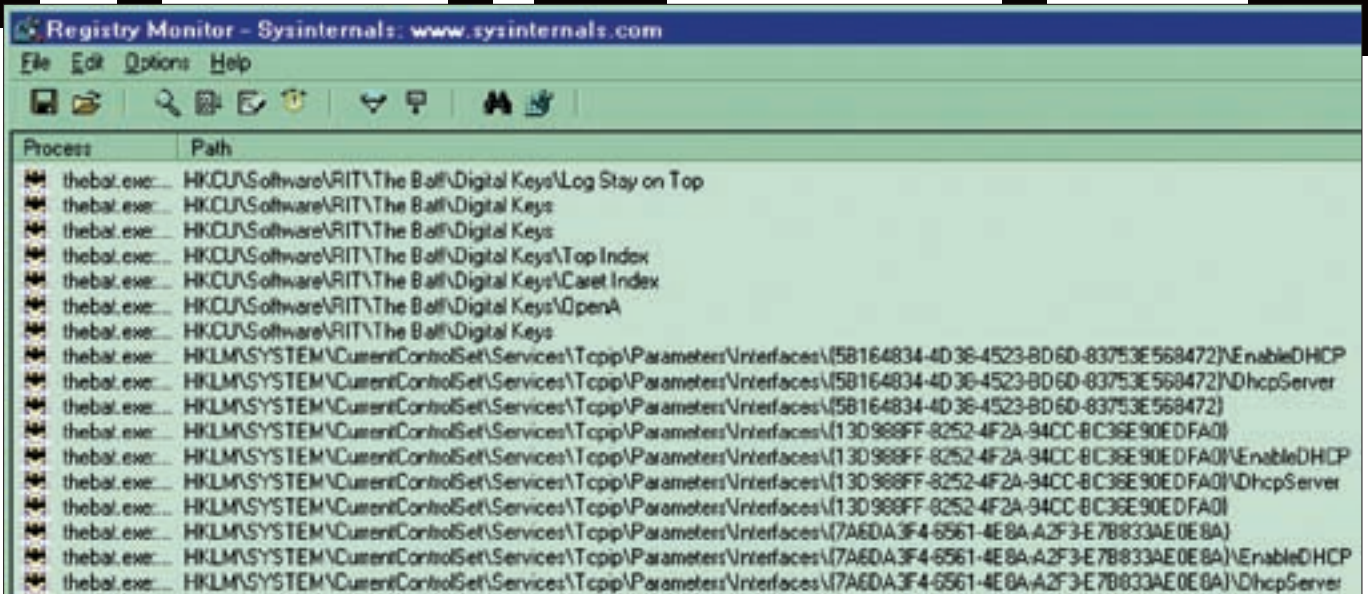 Registry Monitor - Sysinternals: www.sysinternals.com
File Edit Options Help
Process Path
thebat.exe:... HKCU\Software\RIT\The Bat!\Digital Keys\Log Stay on Top
thebat.exe:... HKCU\Software\RIT\The Bat!\Digital Keys
thebat.exe:... HKCU\Software\RIT\The Bat!\Digital Keys
thebat.exe:... HKCU\Software\RIT\The Bat!\Digital Keys\Top Index
thebat.exe:... HKCU\Software\RIT\The Bat!\Digital Keys\Caret Index
thebat.exe:... HKCU\Software\RIT\The Bat!\Digital Keys\OpenA
thebat.exe:... HKCU\Software\RIT\The Bat!\Digital Keys
thebat.exe:... HKLM\SYSTEM\CurrentControlSet\Services\Tcpip\Parameters\Interfaces\{5B164834-4D36-4523-BD6D-83753E568472}\EnableDHCP
thebat.exe:... HKLM\SYSTEM\CurrentControlSet\Services\Tcpip\Parameters\Interfaces\{5B164834-4D36-4523-BD6D-83753E568472}\DhcpServer
thebat.exe:... HKLM\SYSTEM\CurrentControlSet\Services\Tcpip\Parameters\Interfaces\{5B164834-4D36-4523-BD6D-83753E568472}
thebat.exe:... HKLM\SYSTEM\CurrentControlSet\Services\Tcpip\Parameters\Interfaces\{13D988FF-8252-4F2A-94CC-BC36E90EDFA0}
thebat.exe:... HKLM\SYSTEM\CurrentControlSet\Services\Tcpip\Parameters\Interfaces\{13D988FF-8252-4F2A-94CC-BC36E90EDFA0}\EnableDHCP
thebat.exe:... HKLM\SYSTEM\CurrentControlSet\Services\Tcpip\Parameters\Interfaces\{13D988FF-8252-4F2A-94CC-BC36E90EDFA0}\DhcpServer
thebat.exe:... HKLM\SYSTEM\CurrentControlSet\Services\Tcpip\Parameters\Interfaces\{13D988FF-8252-4F2A-94CC-BC36E90EDFA0}
thebat.exe:... HKLM\SYSTEM\CurrentControlSet\Services\Tcpip\Parameters\Interfaces\{7A6DA3F4-6561-4E8A-A2F3-E7B833AE0E8A}
thebat.exe:... HKLM\SYSTEM\CurrentControlSet\Services\Tcpip\Parameters\Interfaces\{7A6DA3F4-6561-4E8A-A2F3-E7B833AE0E8A}\EnableDHCP
thebat.exe:... HKLM\SYSTEM\CurrentControlSet\Services\Tcpip\Parameters\Interfaces\{7A6DA3F4-6561-4E8A-A2F3-E7B833AE0E8A}\DhcpServer